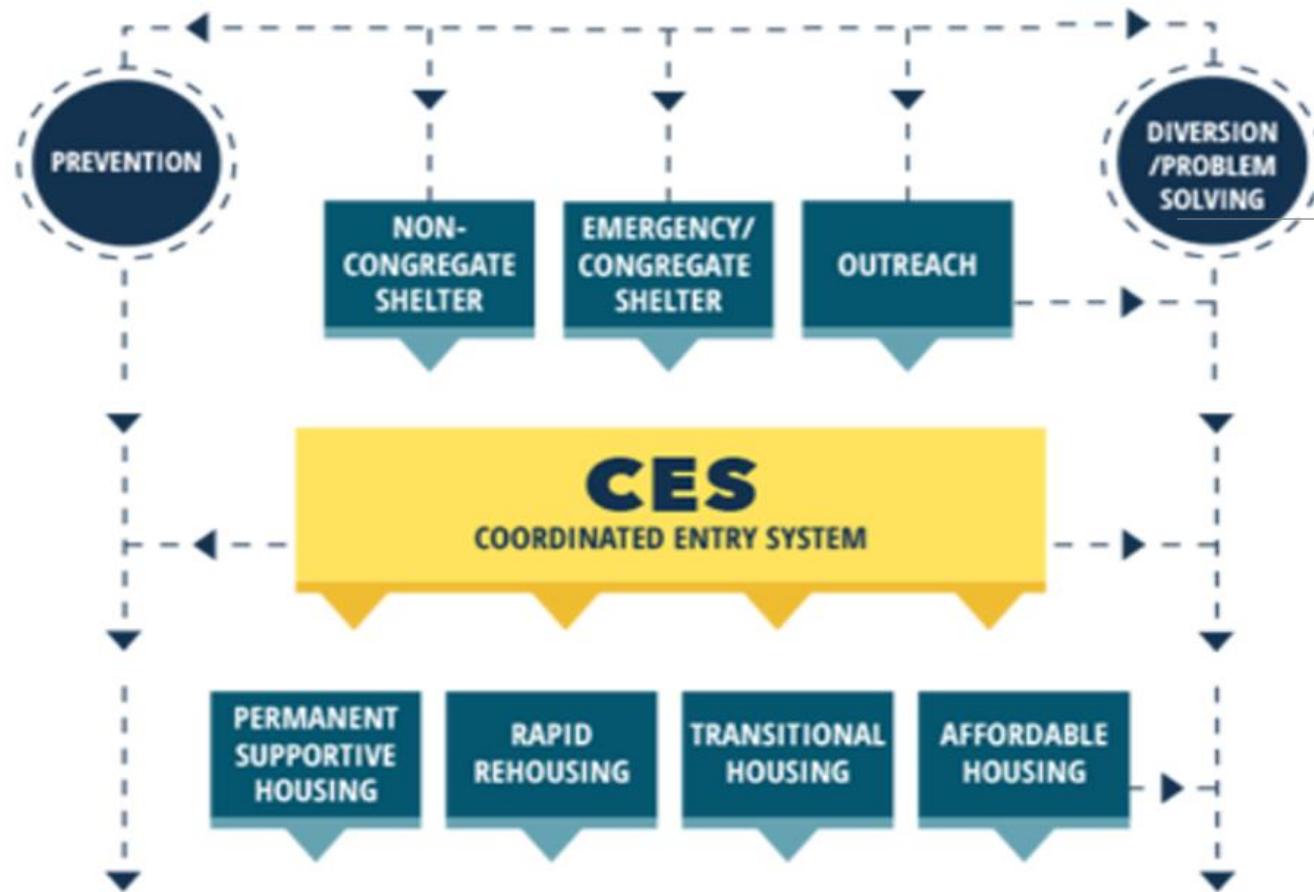 PREVENTION
DIVERSION
/PROBLEM
SOLVING
NON-
CONGREGATE
SHELTER
EMERGENCY/
CONGREGATE
SHELTER
OUTREACH
CES
COORDINATED ENTRY SYSTEM
PERMANENT
SUPPORTIVE
HOUSING
RAPID
REHOUSING
TRANSITIONAL
HOUSING
AFFORDABLE
HOUSING